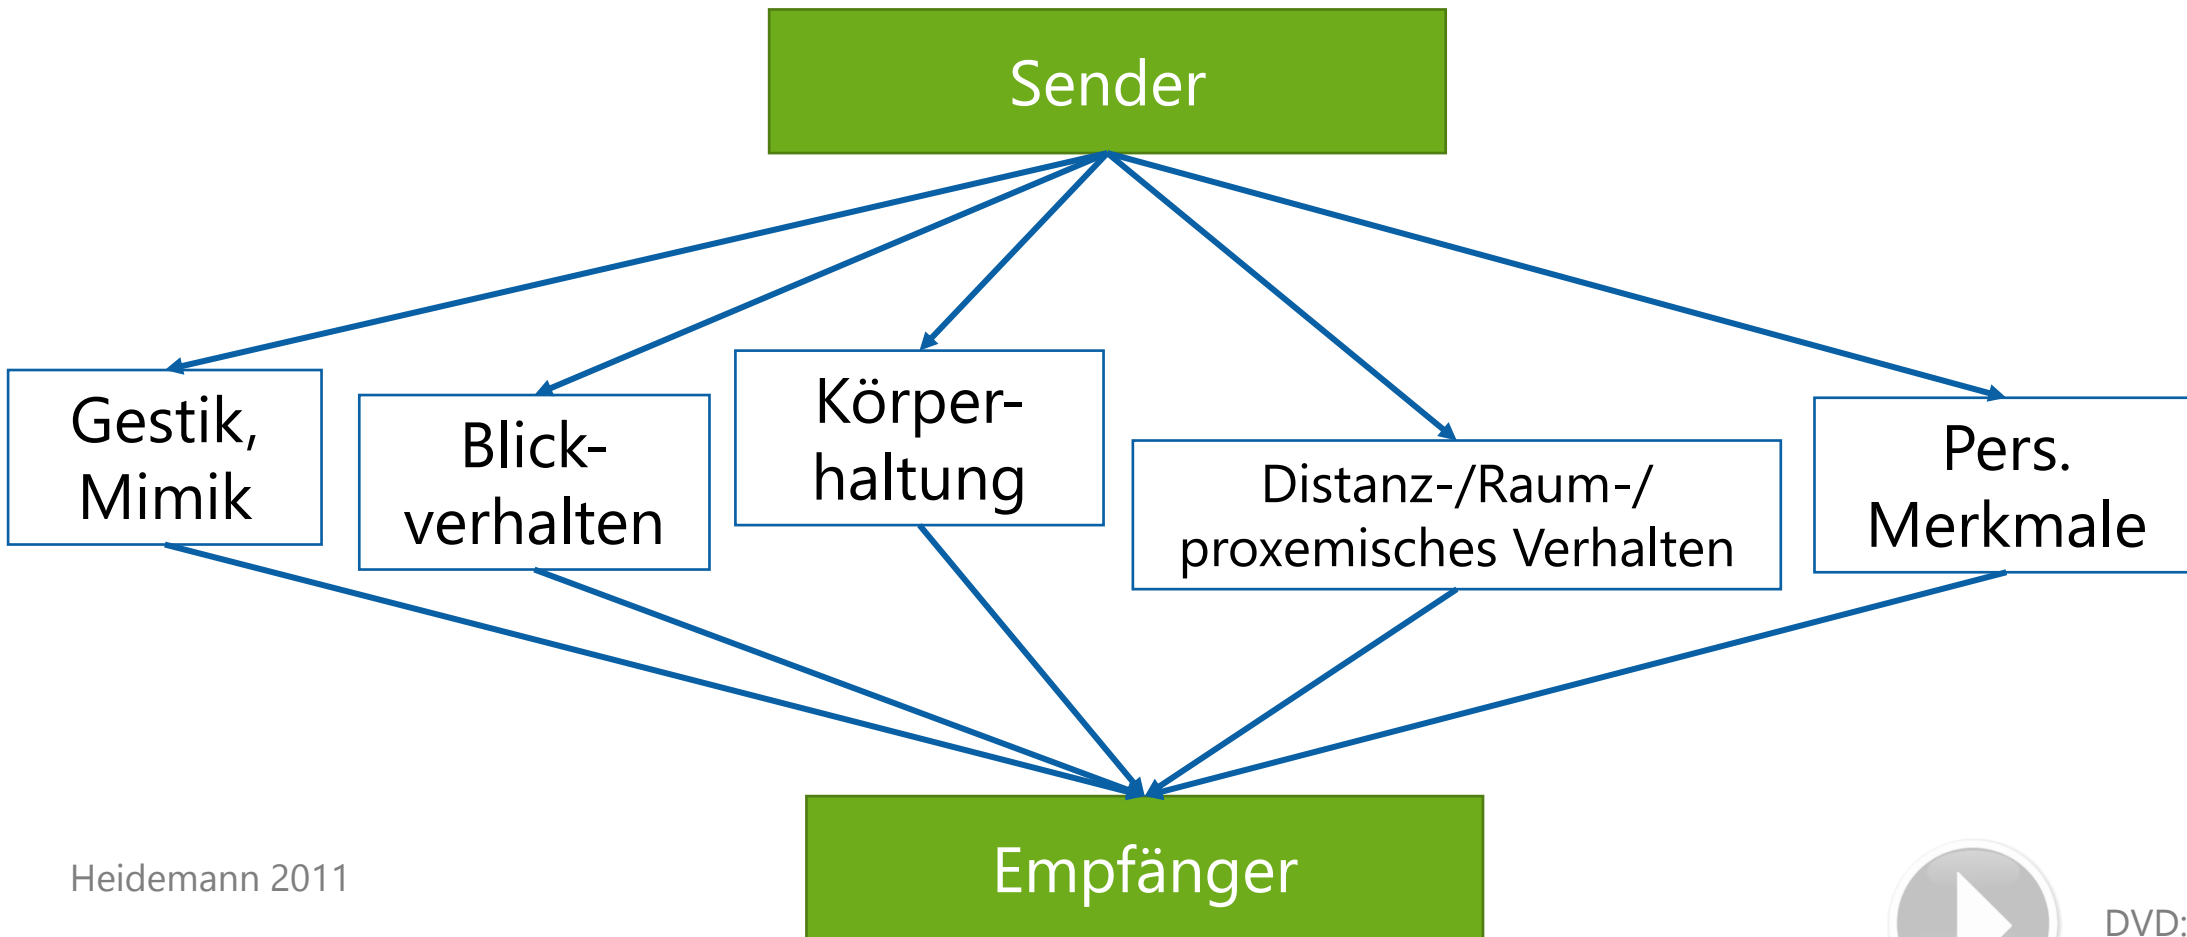 Sender
Gestik,
Mimik
Blick-
verhalten
Körper-
haltung
Distanz-/Raum-/
proxemisches Verhalten
Pers.
Merkmale
Empfänger
Heidemann 2011
DVD: